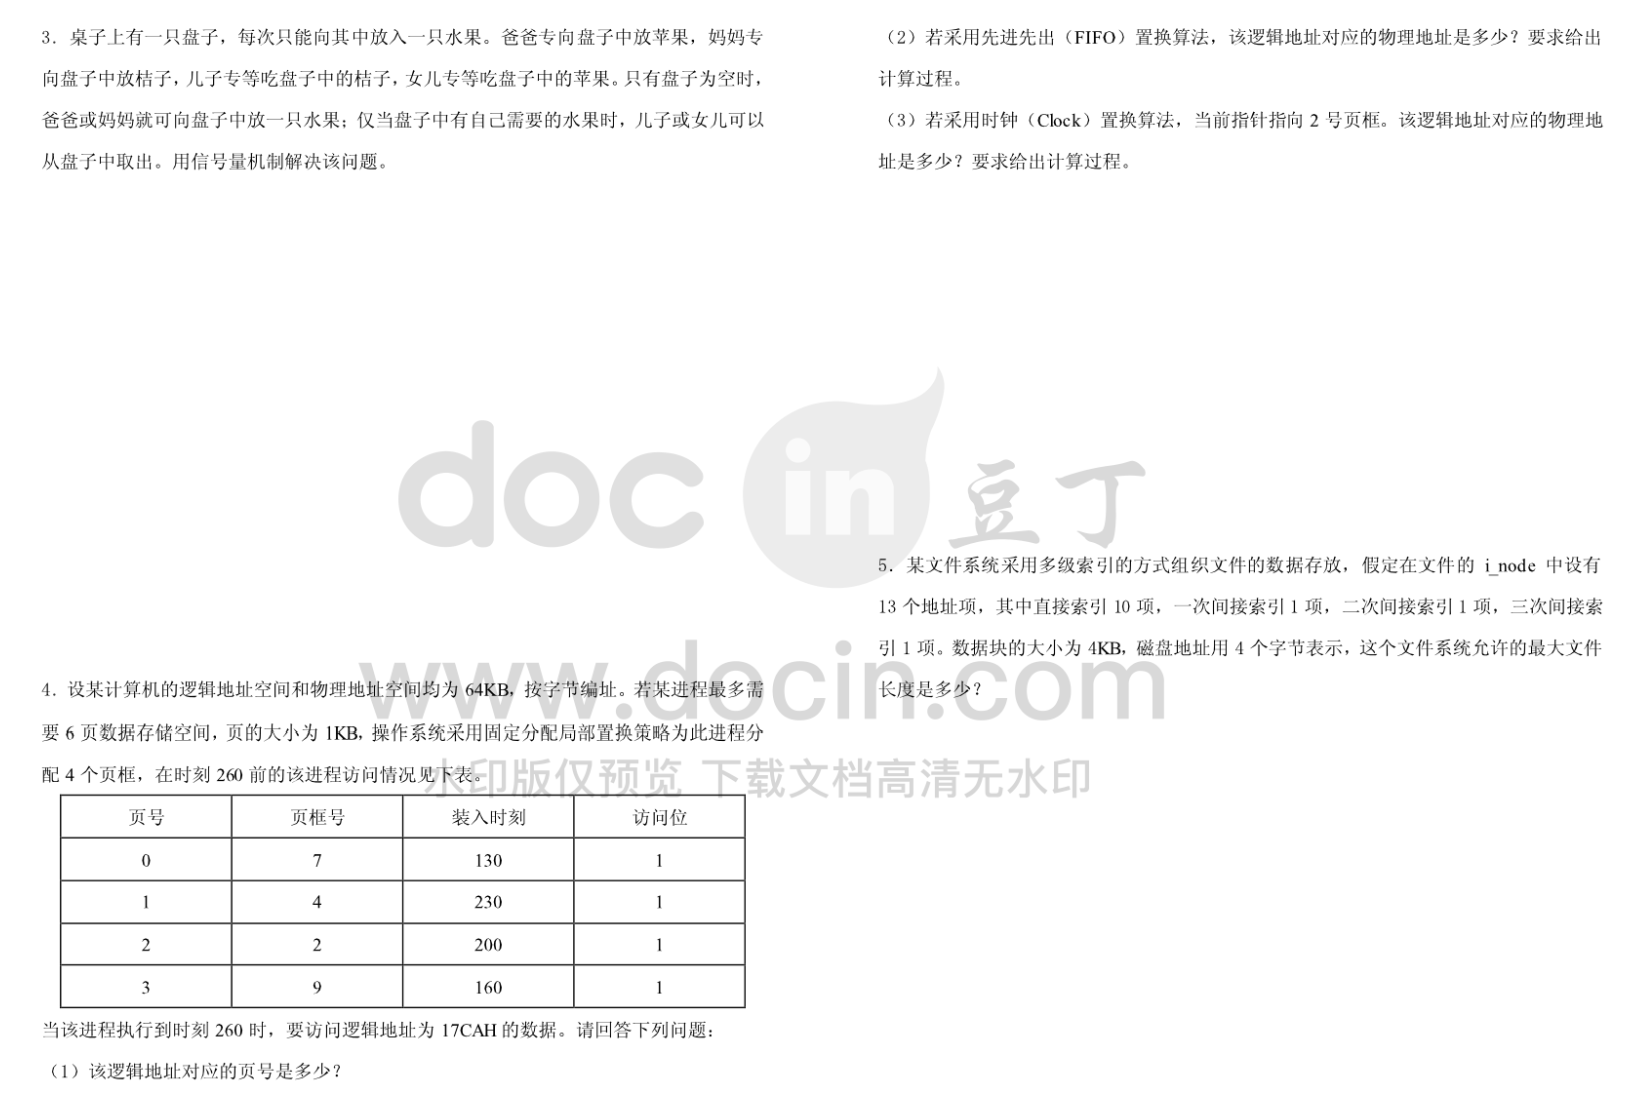 3．桌子上有一只盘子，每次只能向其中放入一只水果。爸爸专向盘子中放苹果，妈妈专
向盘子中放桔子，儿子专等吃盘子中的桔子，女儿专等吃盘子中的苹果。只有盘子为空时，
爸爸或妈妈就可向盘子中放一只水果；仅当盘子中有自己需要的水果时，儿子或女儿可以
从盘子中取出。用信号量机制解决该问题。
4．设某计算机的逻辑地址空间和物理地址空间均为 64KB，按字节编址。若某进程最多需
要 6 页数据存储空间，页的大小为 1KB，操作系统采用固定分配局部置换策略为此进程分
配 4 个页框，在时刻 260 前的该进程访问情况见下表。
页号 页框号 装入时刻 访问位
0 7 130 1
1 4 230 1
2 2 200 1
3 9 160 1
当该进程执行到时刻 260 时，要访问逻辑地址为 17CAH 的数据。请回答下列问题：
（1）该逻辑地址对应的页号是多少？
（2）若采用先进先出（FIFO）置换算法，该逻辑地址对应的物理地址是多少？要求给出
计算过程。
（3）若采用时钟（Clock）置换算法，当前指针指向 2 号页框。该逻辑地址对应的物理地
址是多少？要求给出计算过程。
5．某文件系统采用多级索引的方式组织文件的数据存放，假定在文件的 i_node 中设有
13 个地址项，其中直接索引 10 项，一次间接索引 1 项，二次间接索引 1 项，三次间接索
引 1 项。数据块的大小为 4KB，磁盘地址用 4 个字节表示，这个文件系统允许的最大文件
长度是多少？
doc in 豆丁
www.docin.com
水印版仅预览 下载文档高清无水印